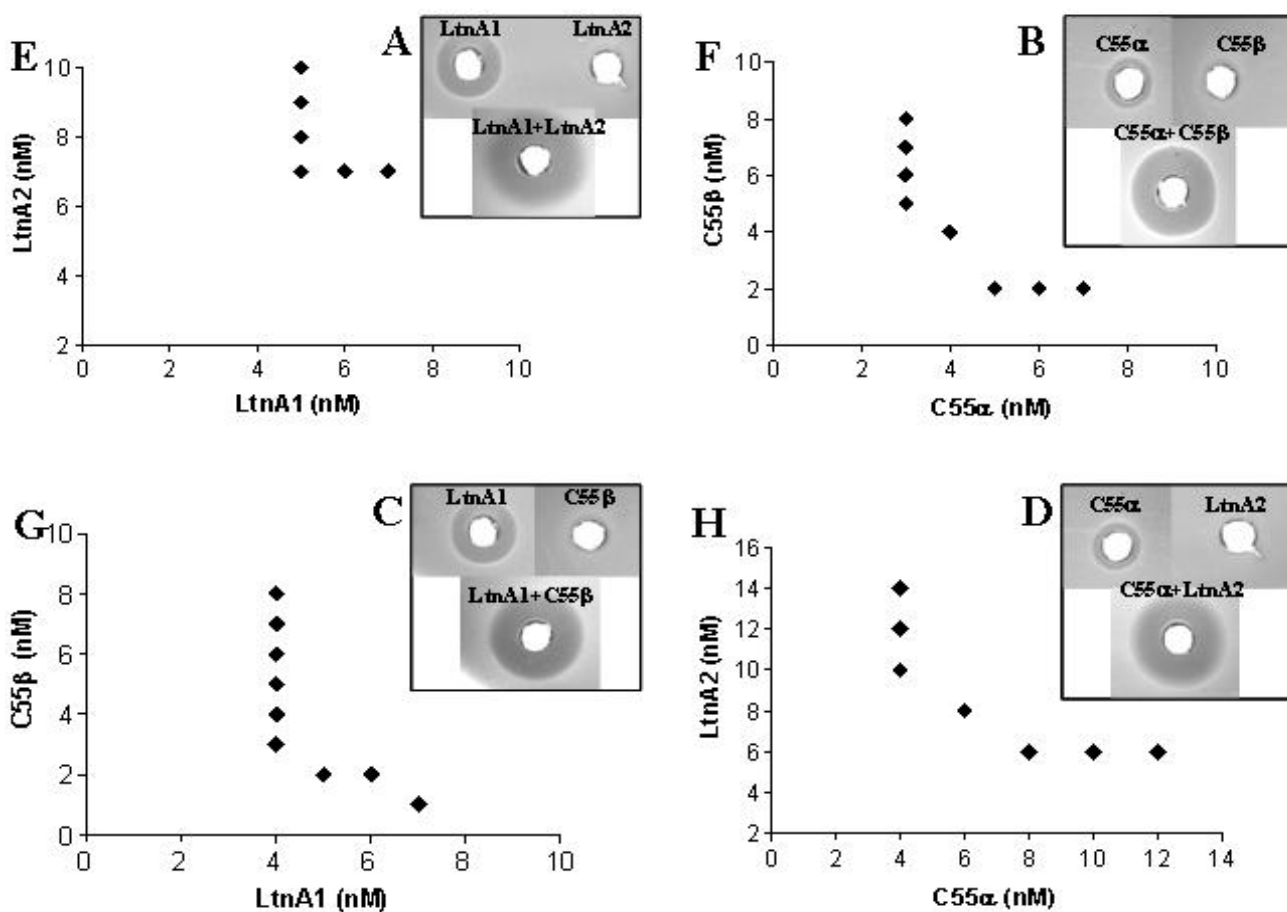 E
A
LtnA1
LtnA2
LtnA1+LtnA2
10
8
6
4
2
LtnA2 (nM)
0
2
4
6
8
10
LtnA1 (nM)
F
B
C55α
C55β
C55α+C55β
10
8
6
4
2
0
C55β (nM)
0
2
4
6
8
10
C55α (nM)
G
C
LtnA1
C55β
LtnA1+C55β
10
8
6
4
2
0
C55β (nM)
0
2
4
6
8
10
LtnA1 (nM)
H
D
C55α
LtnA2
C55α+LtnA2
16
14
12
10
8
6
4
2
LtnA2 (nM)
0
2
4
6
8
10
12
14
C55α (nM)